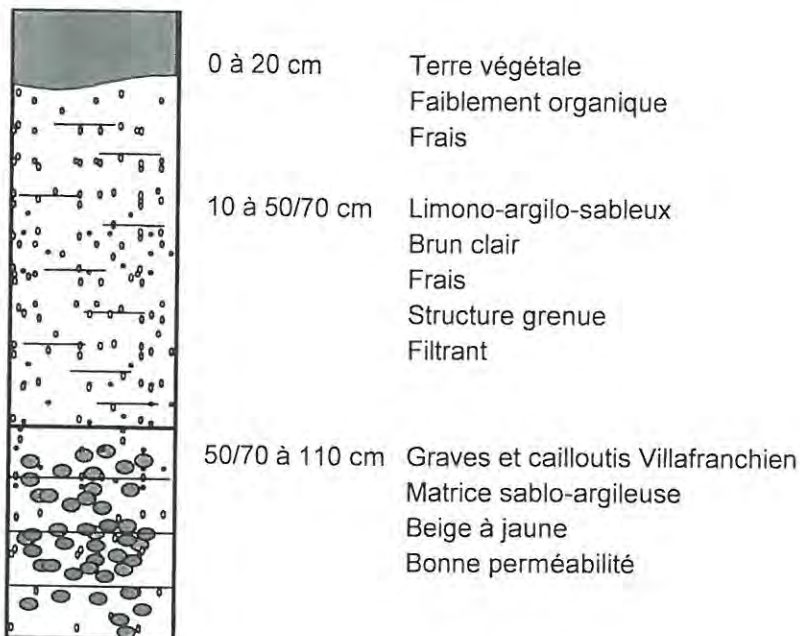 0 à 20 cm Terre végétale
Faiblement organique
Frais
10 à 50/70 cm Limono-argilo-sableux
Brun clair
Frais
Structure grenue
Filtrant
50/70 à 110 cm Graves et cailloutis Villafranchien
Matrice sablo-argileuse
Beige à jaune
Bonne perméabilité